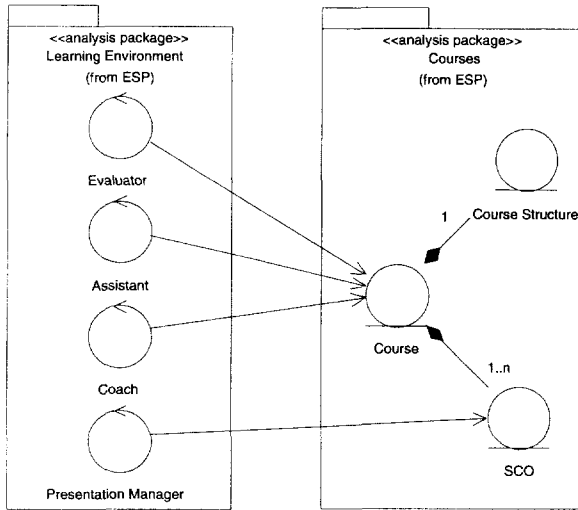 <<analysis package>>
Learning Environment
(from ESP)
Evaluator
Assistant
Coach
Presentation Manager
<<analysis package>>
Courses
(from ESP)
1
Course Structure
Course
1..n
SCO